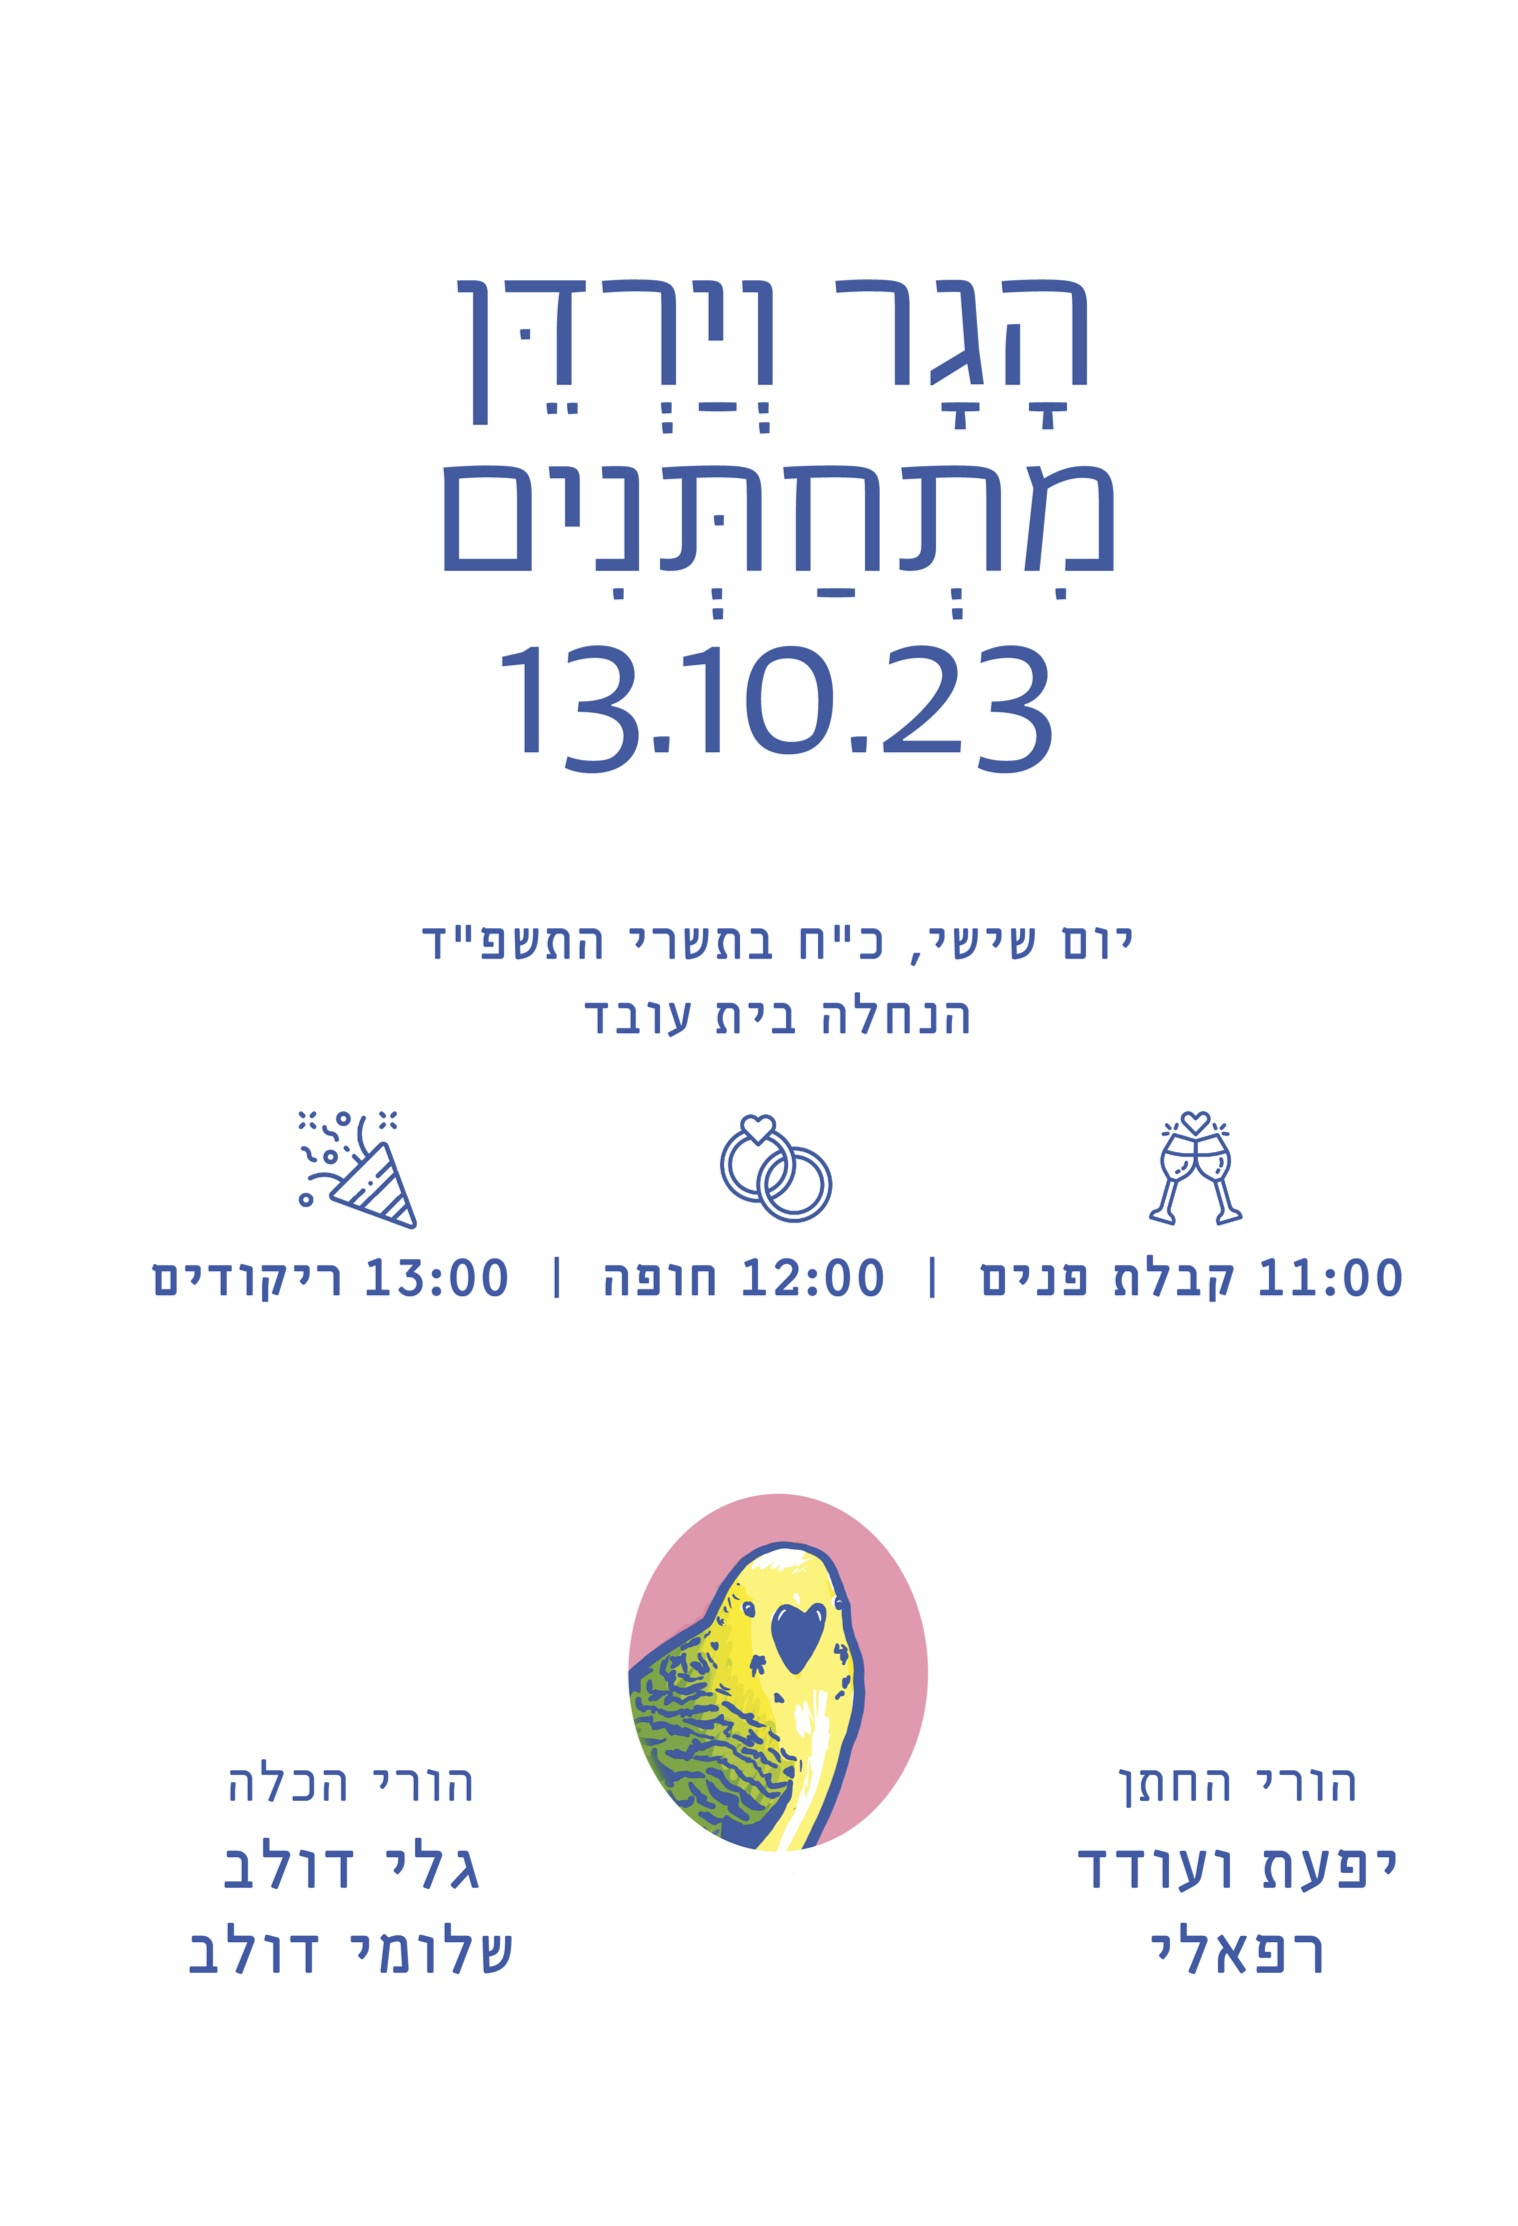 הָגָר וְיַרְדֵּן
מִתְחַתְּנִים
13.10.23
יום שישי, כ"ח בתשרי התשפ"ד
הנחלה בית עובד
11:00 קבלת פנים | 12:00 חופה | 13:00 ריקודים
הורי החתן
יפעת ועודד
רפאלי
הורי הכלה
גלי דולב
שלומי דולב